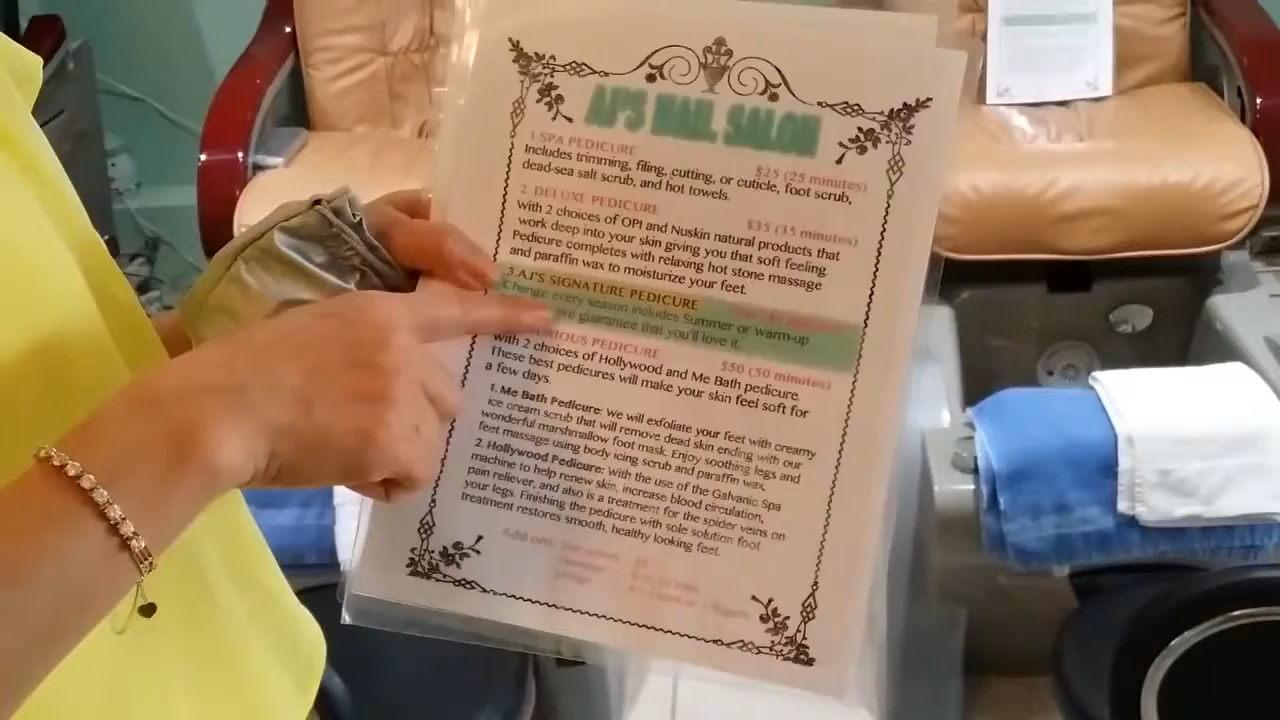 AJ'S NAIL SALON
1.SPA PEDICURE $25 (25 minutes)
Includes trimming, filing, cutting, or cuticle, foot scrub,
dead-sea salt scrub, and hot towels.
2. DELUXE PEDICURE $35 (35 minutes)
With 2 choices of OPI and Nuskin natural products that
work deep into your skin giving you that soft feeling.
Pedicure completes with relaxing hot stone massage
and paraffin wax to moisturize your feet.
3.AJ'S SIGNATURE PEDICURE
Change every season includes Summer or warm-up
we guarantee that you'll love it.
PEDICURE $50 (50 minutes)
With 2 choices of Hollywood and Me Bath pedicure.
These best pedicures will make your skin feel soft for
a few days.
1. Me Bath Pedicure: We will exfoliate your feet with creamy
ice cream scrub that will remove dead skin ending with our
wonderful marshmallow foot mask. Enjoy soothing legs and
feet massage using body icing scrub and paraffin wax.
2. Hollywood Pedicure: With the use of the Galvanic Spa
machine to help renew skin, increase blood circulation,
pain reliever, and also is a treatment for the spider veins on
your legs. Finishing the pedicure with sole solution foot
treatment restores smooth, healthy looking feet.